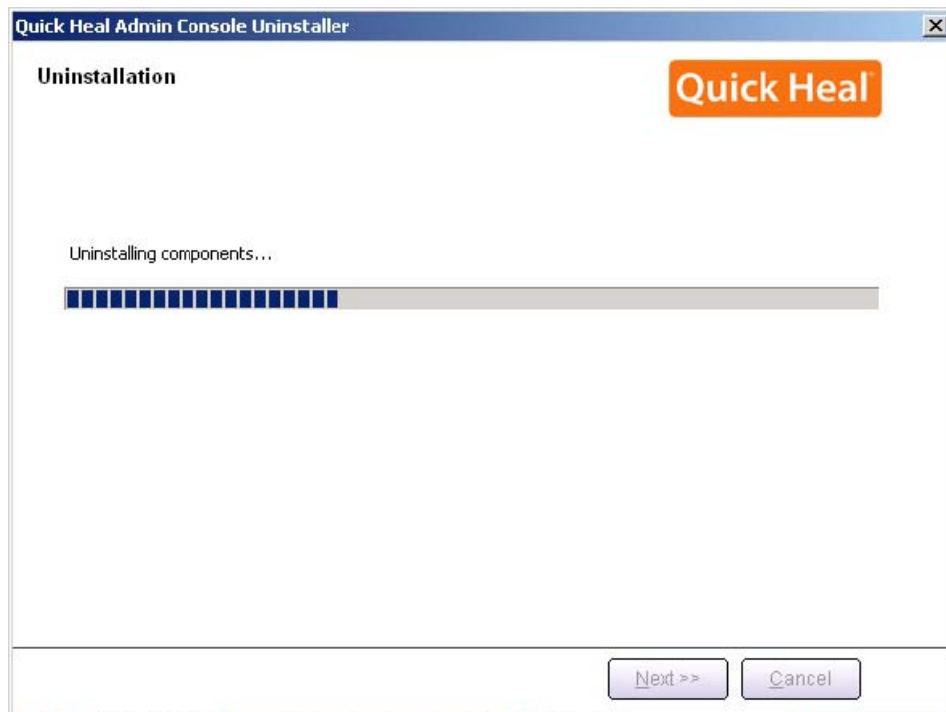 Quick Heal Admin Console Uninstaller
Uninstallation
Quick Heal
Uninstalling components...
Next >>
Cancel